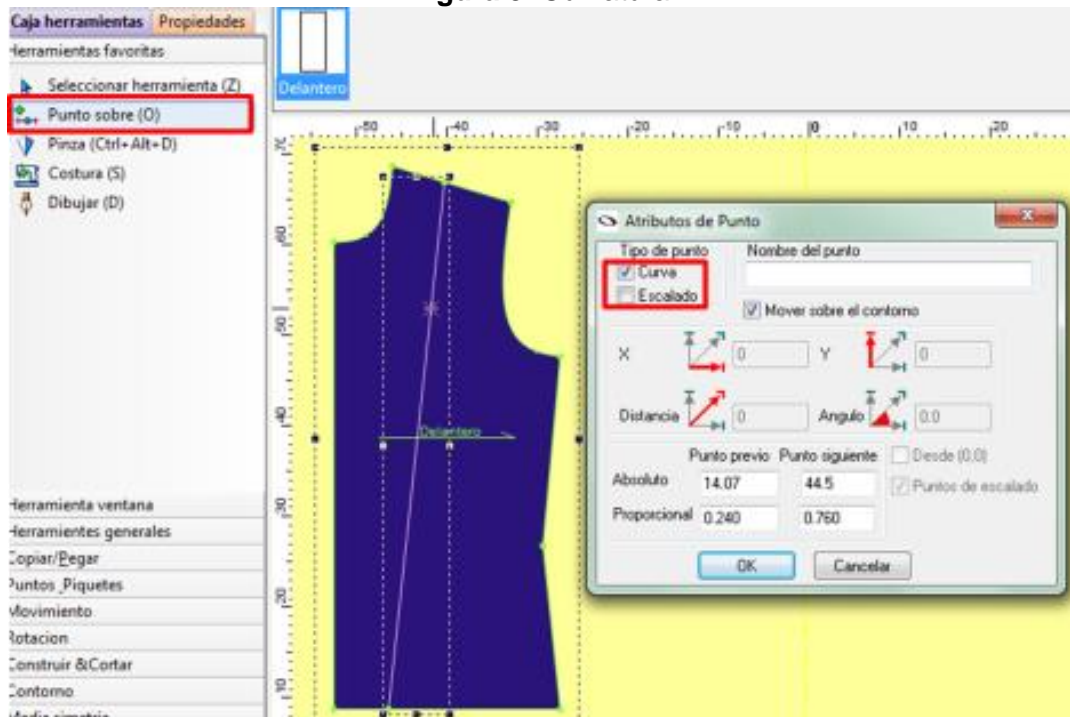 Caja herramientas Propiedades
Herramientas favoritas
Seleccionar herramienta (Z)
Punto sobre (O)
Pinza (Ctrl+Alt+D)
Costura (S)
Dibujar (D)
Herramienta ventana
Herramientes generales
Copiar/Pegar
Puntos ,Piquetes
Movimiento
Rotacion
Construir &Cortar
Contorno
Delantero
-50 -40 -30 -20 -10 0 10 20
70
60
50
40
30
20
10
Delantero
Atributos de Punto
Tipo de punto Nombre del punto
Curva
Escalado
Mover sobre el contorno
X 0 Y 0
Distancia 0 Angulo 0.0
Punto previo Punto siguiente Desde (0.0)
Absoluto 14.07 44.5 Puntos de escalado
Proporcional 0.240 0.760
OK Cancelar